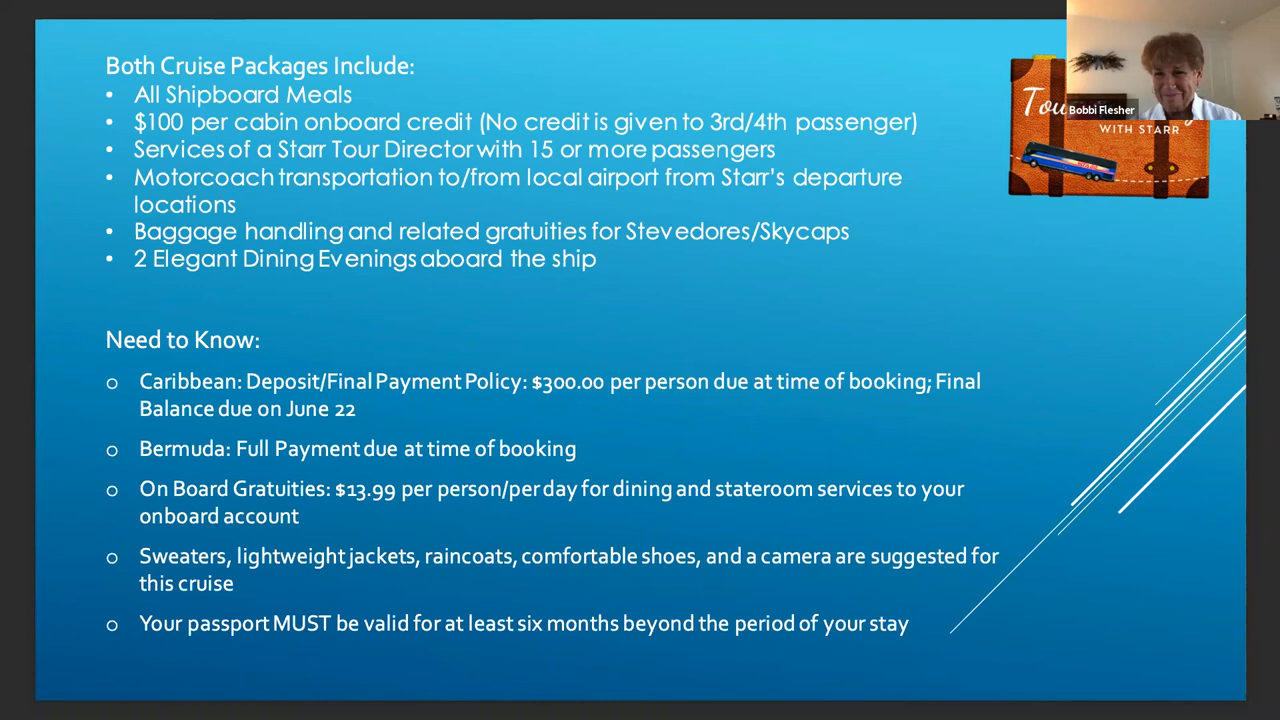 Both Cruise Packages Include:
• All Shipboard Meals
• $100 per cabin onboard credit (No credit is given to 3rd/4th passenger)
• Services of a Starr Tour Director with 15 or more passengers
• Motorcoach transportation to/from local airport from Starr's departure
locations
• Baggage handling and related gratuities for Stevedores/Skycaps
• 2 Elegant Dining Evenings aboard the ship
Bobbi Flesher
WITH STARR
Need to Know:
o Caribbean: Deposit/Final Payment Policy: $300.00 per person due at time of booking; Final
Balance due on June 22
o Bermuda: Full Payment due at time of booking
o On Board Gratuities: $13.99 per person/per day for dining and stateroom services to your
onboard account
o Sweaters, lightweight jackets, raincoats, comfortable shoes, and a camera are suggested for
this cruise
o Your passport MUST be valid for at least six months beyond the period of your stay